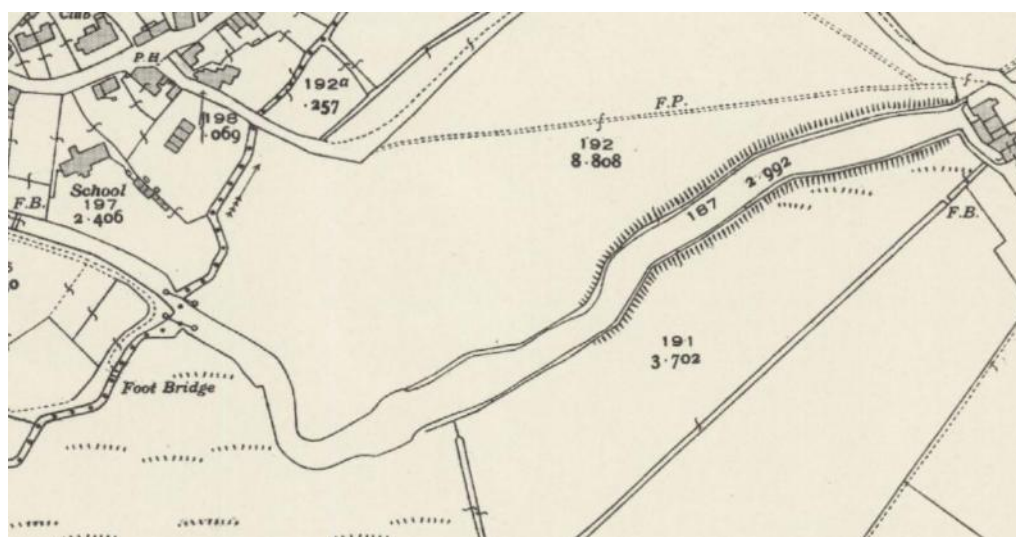 Club
P.H.
192a
.257
198
.069
F.P.
192
8.808
2.992
187
School
197
2.406
F.B.
F.B.
191
3.702
Foot Bridge